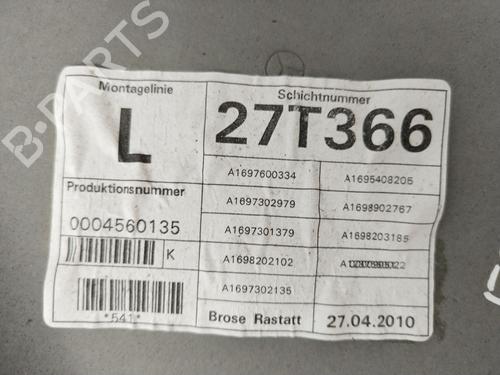 B-PARTS
Montagelinie
L
Schichtnummer
27T366
Produktionsnummer
0004560135
K
*541*
A1697600334
A1695408205
A1697302979
A1698902767
A1697301379
A1698203185
A1698202102
A1697302135
Brose Rastatt
27.04.2010